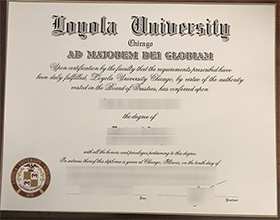 Loyola University
Chicago
AD MAIOREM DEI GLORIAM
Upon certification by the faculty that the requirements prescribed have
been duly fulfilled, Loyola University Chicago, by virtue of the authority
vested in the Board of Trustees, has conferred upon
the degree of
with all the honors and privileges pertaining to this degree.
In witness thereof this diploma is given at Chicago, Illinois, on the tenth day of
President